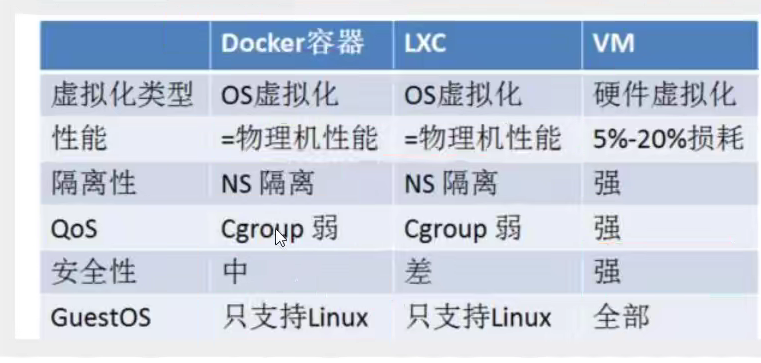 Docker容器 LXC VM
虚拟化类型 OS虚拟化 OS虚拟化 硬件虚拟化
性能 =物理机性能 =物理机性能 5%-20%损耗
隔离性 NS 隔离 NS 隔离 强
QoS Cgroup 弱 Cgroup 弱 强
安全性 中 差 强
GuestOS 只支持Linux 只支持Linux 全部